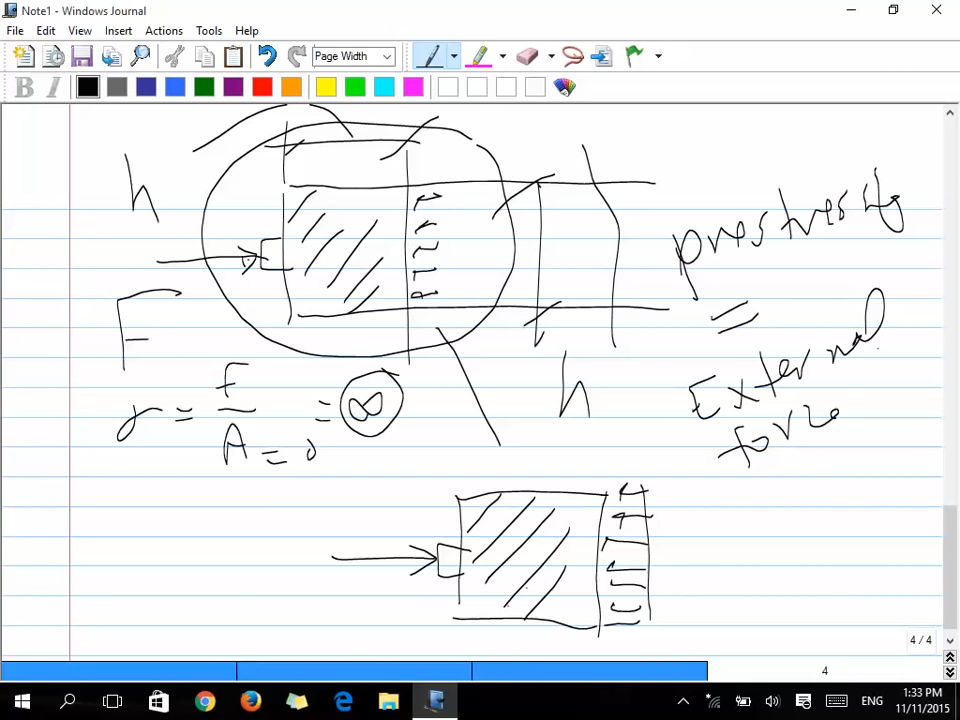 Note1 - Windows Journal
File Edit View Insert Actions Tools Help
Page Width
B I
h
F
σ = F / A = 0 = ∞
h
prestressing
=
External
force
4 / 4
4
ENG
1:33 PM
11/11/2015